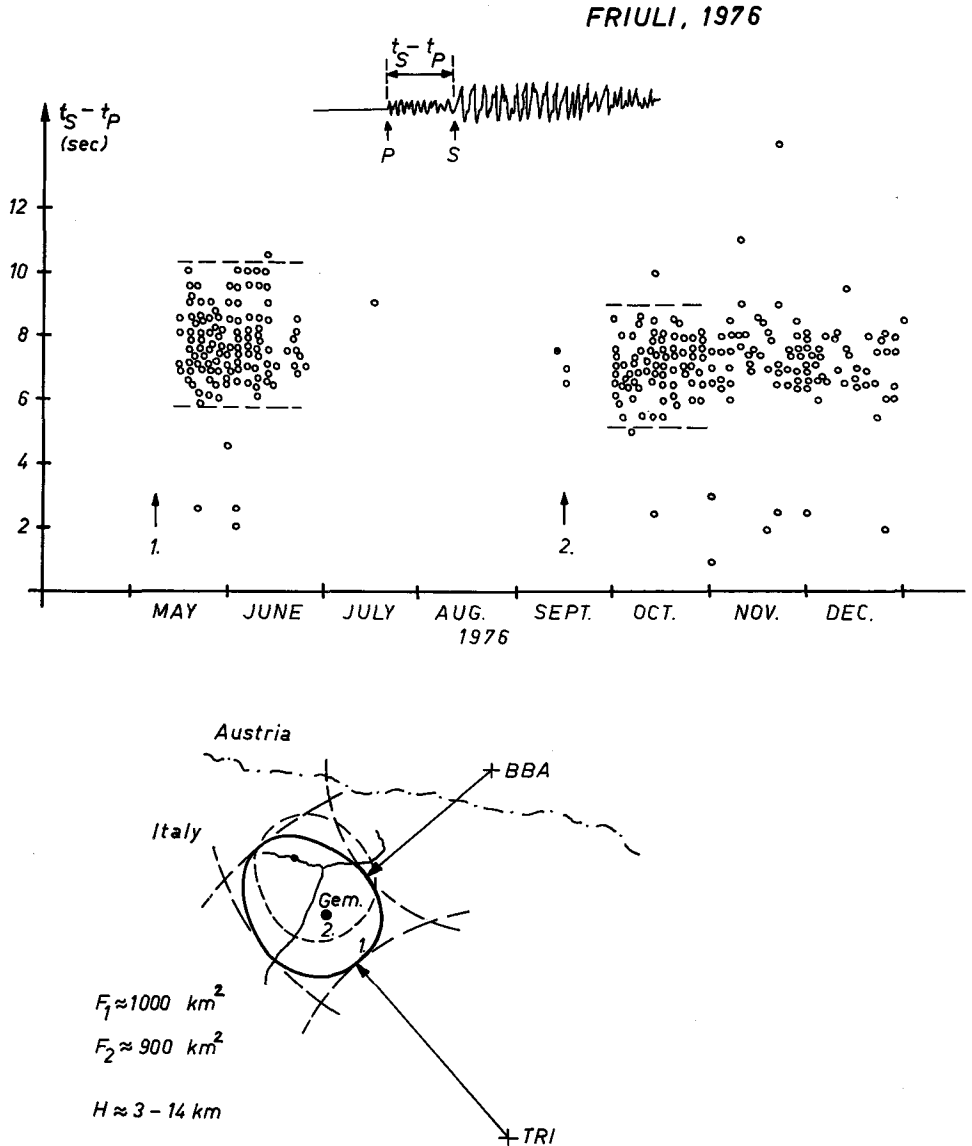 FRIULI, 1976
tS – tP
P S
tS – tP
(sec)
12
10
8
6
4
2
1. 2.
MAY JUNE JULY AUG. SEPT. OCT. NOV. DEC.
1976
Austria
BBA
Italy
Gem.
2.
1.
F1 ≈ 1000 km²
F2 ≈ 900 km²
H ≈ 3 – 14 km
TRI